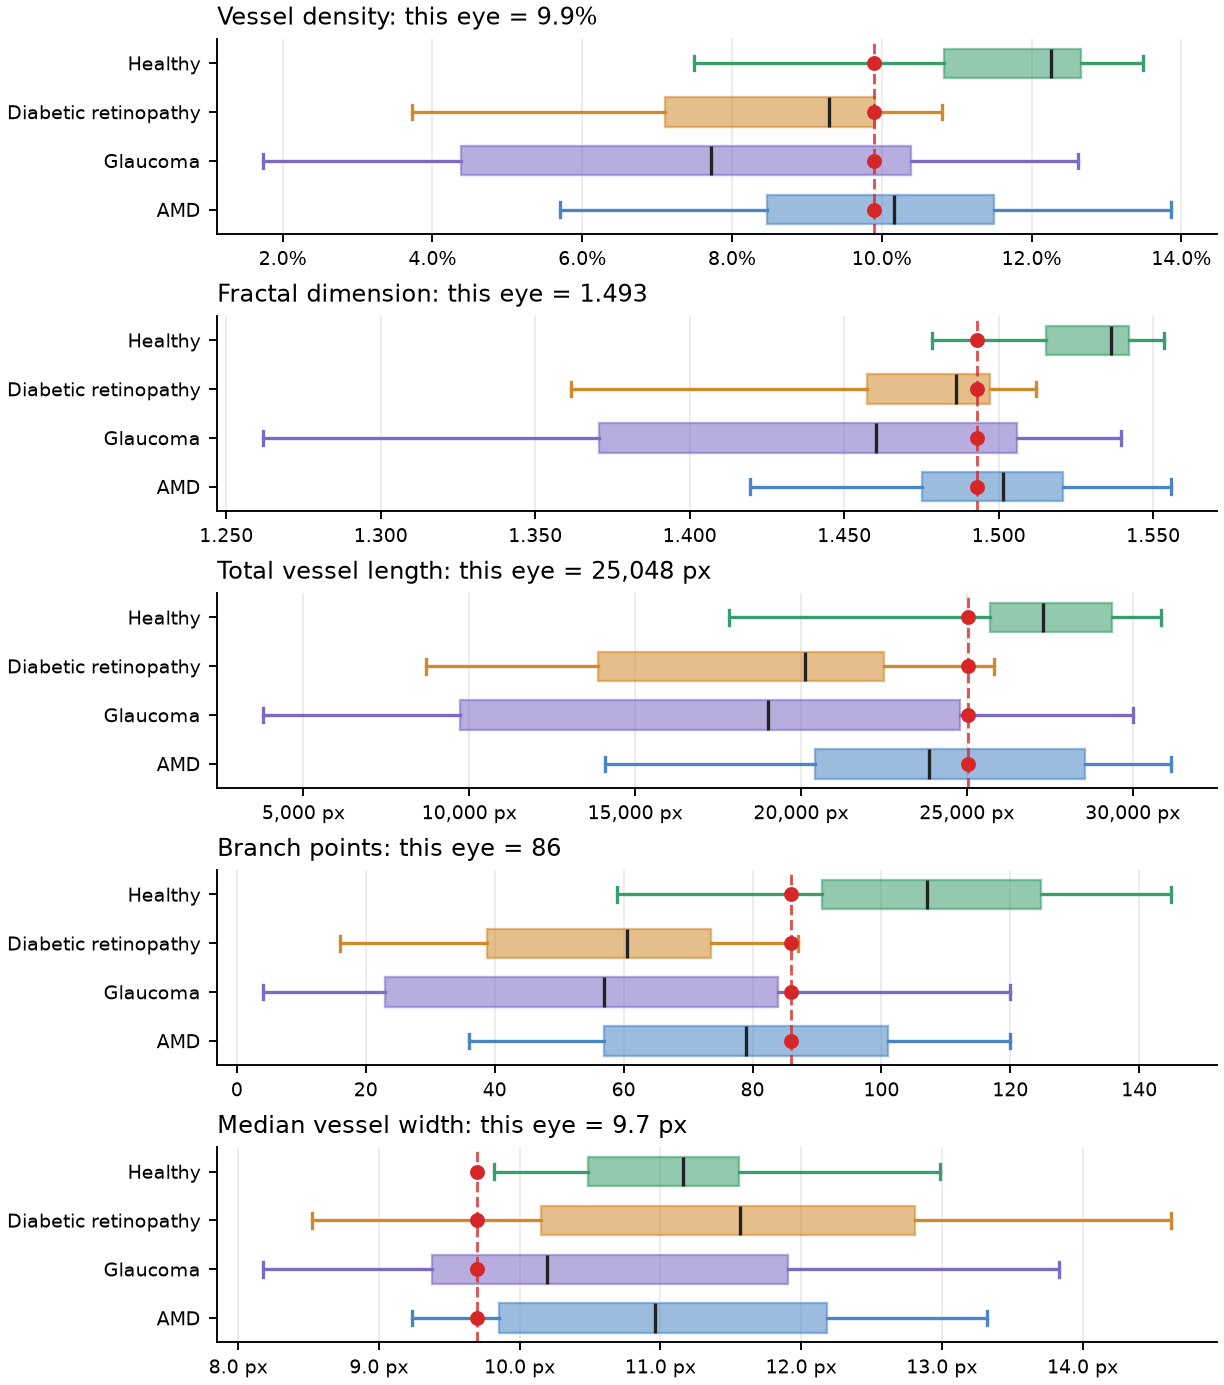 Vessel density: this eye = 9.9%
Healthy
Diabetic retinopathy
Glaucoma
AMD
2.0% 4.0% 6.0% 8.0% 10.0% 12.0% 14.0%
Fractal dimension: this eye = 1.493
Healthy
Diabetic retinopathy
Glaucoma
AMD
1.250 1.300 1.350 1.400 1.450 1.500 1.550
Total vessel length: this eye = 25,048 px
Healthy
Diabetic retinopathy
Glaucoma
AMD
5,000 px 10,000 px 15,000 px 20,000 px 25,000 px 30,000 px
Branch points: this eye = 86
Healthy
Diabetic retinopathy
Glaucoma
AMD
0 20 40 60 80 100 120 140
Median vessel width: this eye = 9.7 px
Healthy
Diabetic retinopathy
Glaucoma
AMD
8.0 px 9.0 px 10.0 px 11.0 px 12.0 px 13.0 px 14.0 px